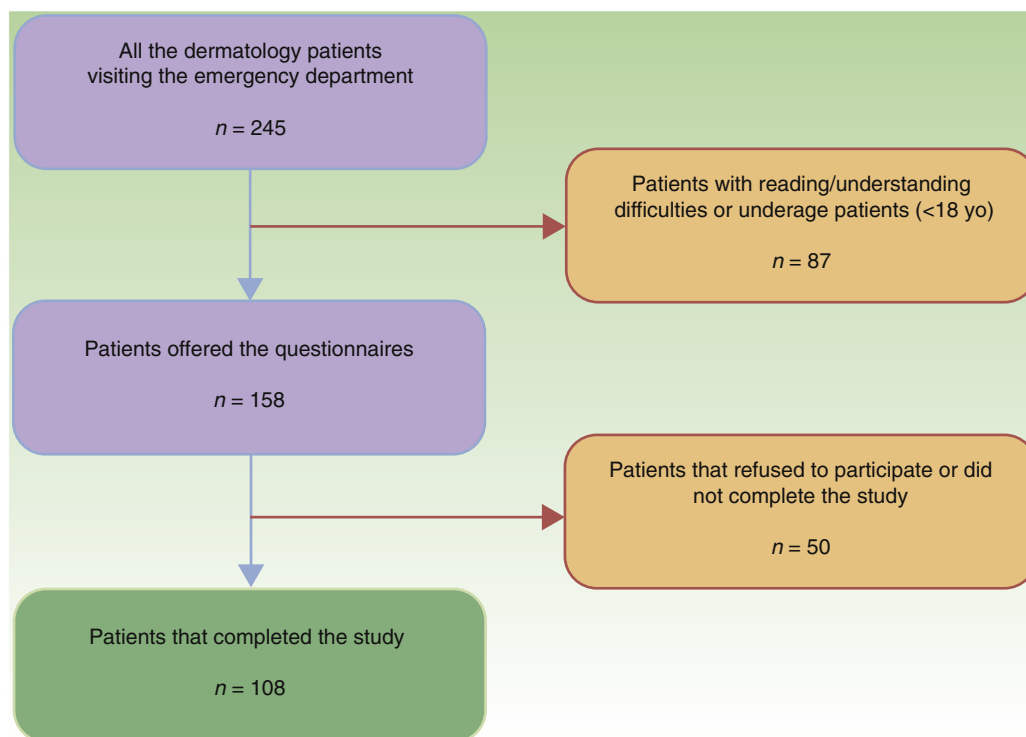 All the dermatology patients
visiting the emergency department
n = 245
Patients with reading/understanding
difficulties or underage patients (<18 yo)
n = 87
Patients offered the questionnaires
n = 158
Patients that refused to participate or did
not complete the study
n = 50
Patients that completed the study
n = 108